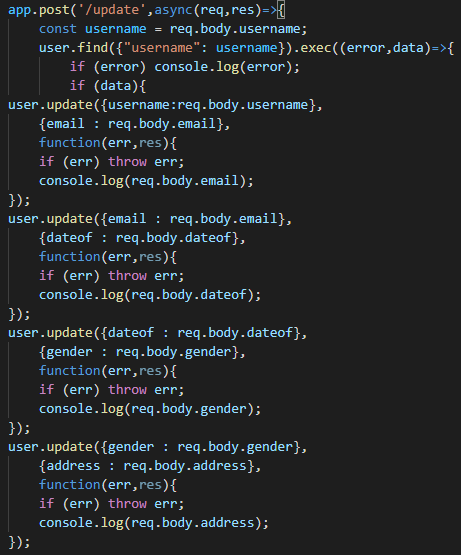 app.post('/update',async(req,res)=>{
const username = req.body.username;
user.find({"username": username}).exec((error,data)=>{
if (error) console.log(error);
if (data){
user.update({username:req.body.username},
{email : req.body.email},
function(err,res){
if (err) throw err;
console.log(req.body.email);
});
user.update({email : req.body.email},
{dateof : req.body.dateof},
function(err,res){
if (err) throw err;
console.log(req.body.dateof);
});
user.update({dateof : req.body.dateof},
{gender : req.body.gender},
function(err,res){
if (err) throw err;
console.log(req.body.gender);
});
user.update({gender : req.body.gender},
{address : req.body.address},
function(err,res){
if (err) throw err;
console.log(req.body.address);
});